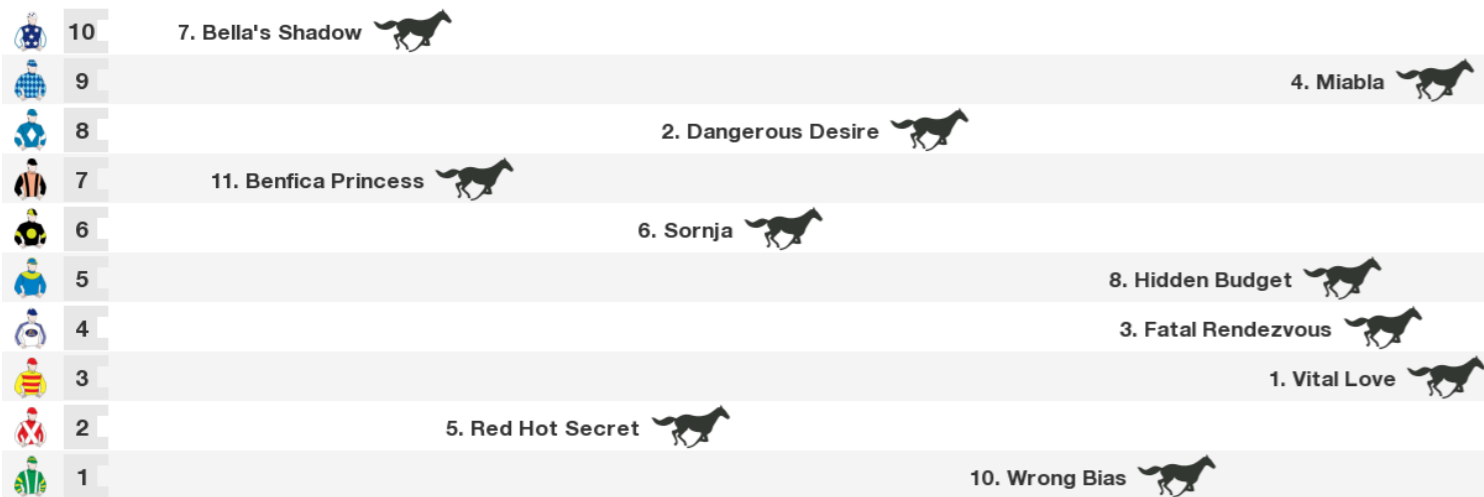 10 7. Bella's Shadow
9 4. Miabla
8 2. Dangerous Desire
7 11. Benfica Princess
6 6. Sornja
5 8. Hidden Budget
4 3. Fatal Rendezvous
3 1. Vital Love
2 5. Red Hot Secret
1 10. Wrong Bias